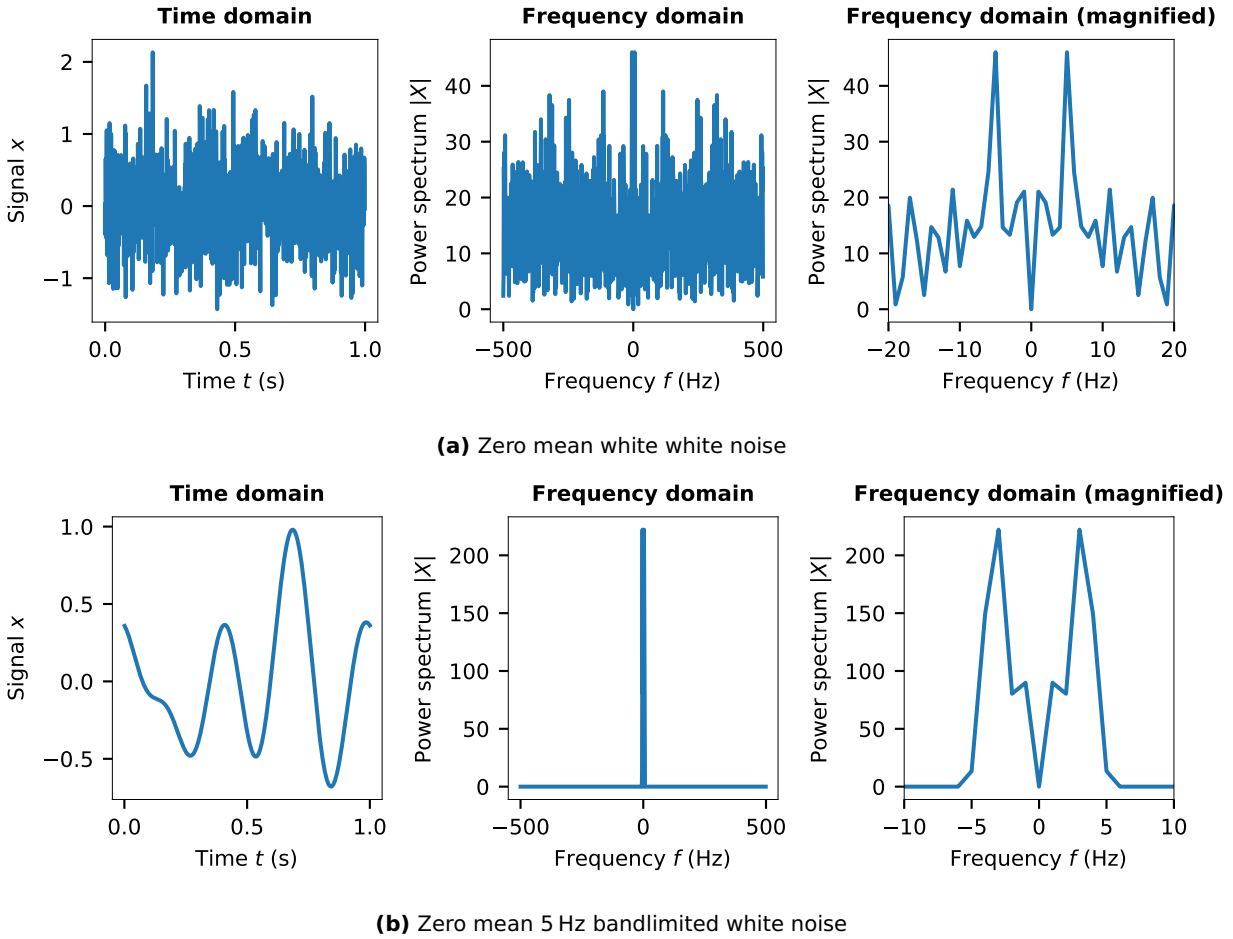 Time domain
Frequency domain
Frequency domain (magnified)
Signal x
2
1
0
−1
0.0
0.5
1.0
Time t (s)
Power spectrum |X|
40
30
20
10
0
−500
0
500
Frequency f (Hz)
Power spectrum |X|
40
30
20
10
0
−20
−10
0
10
20
Frequency f (Hz)
(a) Zero mean white white noise
Time domain
Frequency domain
Frequency domain (magnified)
Signal x
1.0
0.5
0.0
−0.5
0.0
0.5
1.0
Time t (s)
Power spectrum |X|
200
150
100
50
0
−500
0
500
Frequency f (Hz)
Power spectrum |X|
200
150
100
50
0
−10
−5
0
5
10
Frequency f (Hz)
(b) Zero mean 5 Hz bandlimited white noise